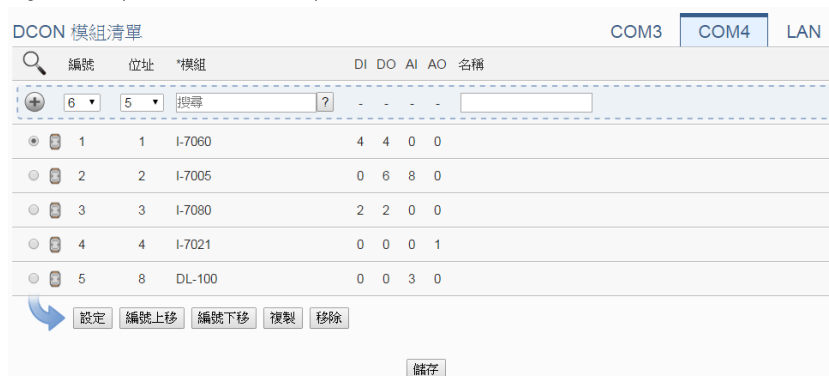 DCON 模組清單 COM3 COM4 LAN
編號 位址 *模組 DI DO AI AO 名稱
6 5 搜尋 ? - - - -
1 1 I-7060 4 4 0 0
2 2 I-7005 0 6 8 0
3 3 I-7080 2 2 0 0
4 4 I-7021 0 0 0 1
5 8 DL-100 0 0 3 0
設定 編號上移 編號下移 複製 移除
儲存